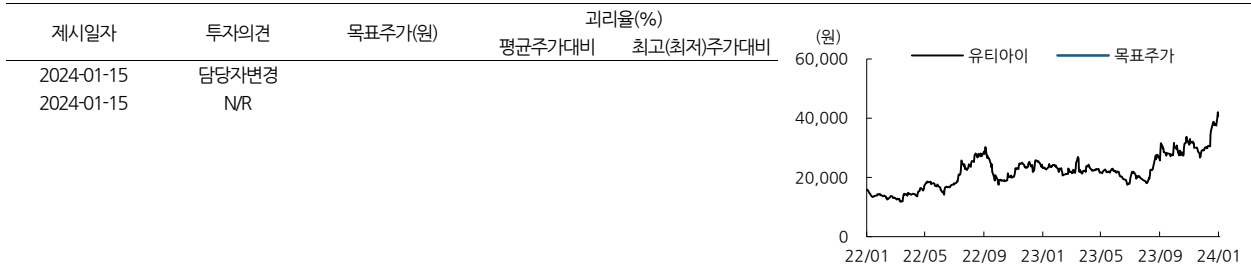 제시일자 투자의견 목표주가(원) 괴리율(%)
평균주가대비 최고(최저)주가대비
2024-01-15 담당자변경
2024-01-15 N/R
(원)
유티아이 목표주가
60,000
40,000
20,000
0
22/01 22/05 22/09 23/01 23/05 23/09 24/01